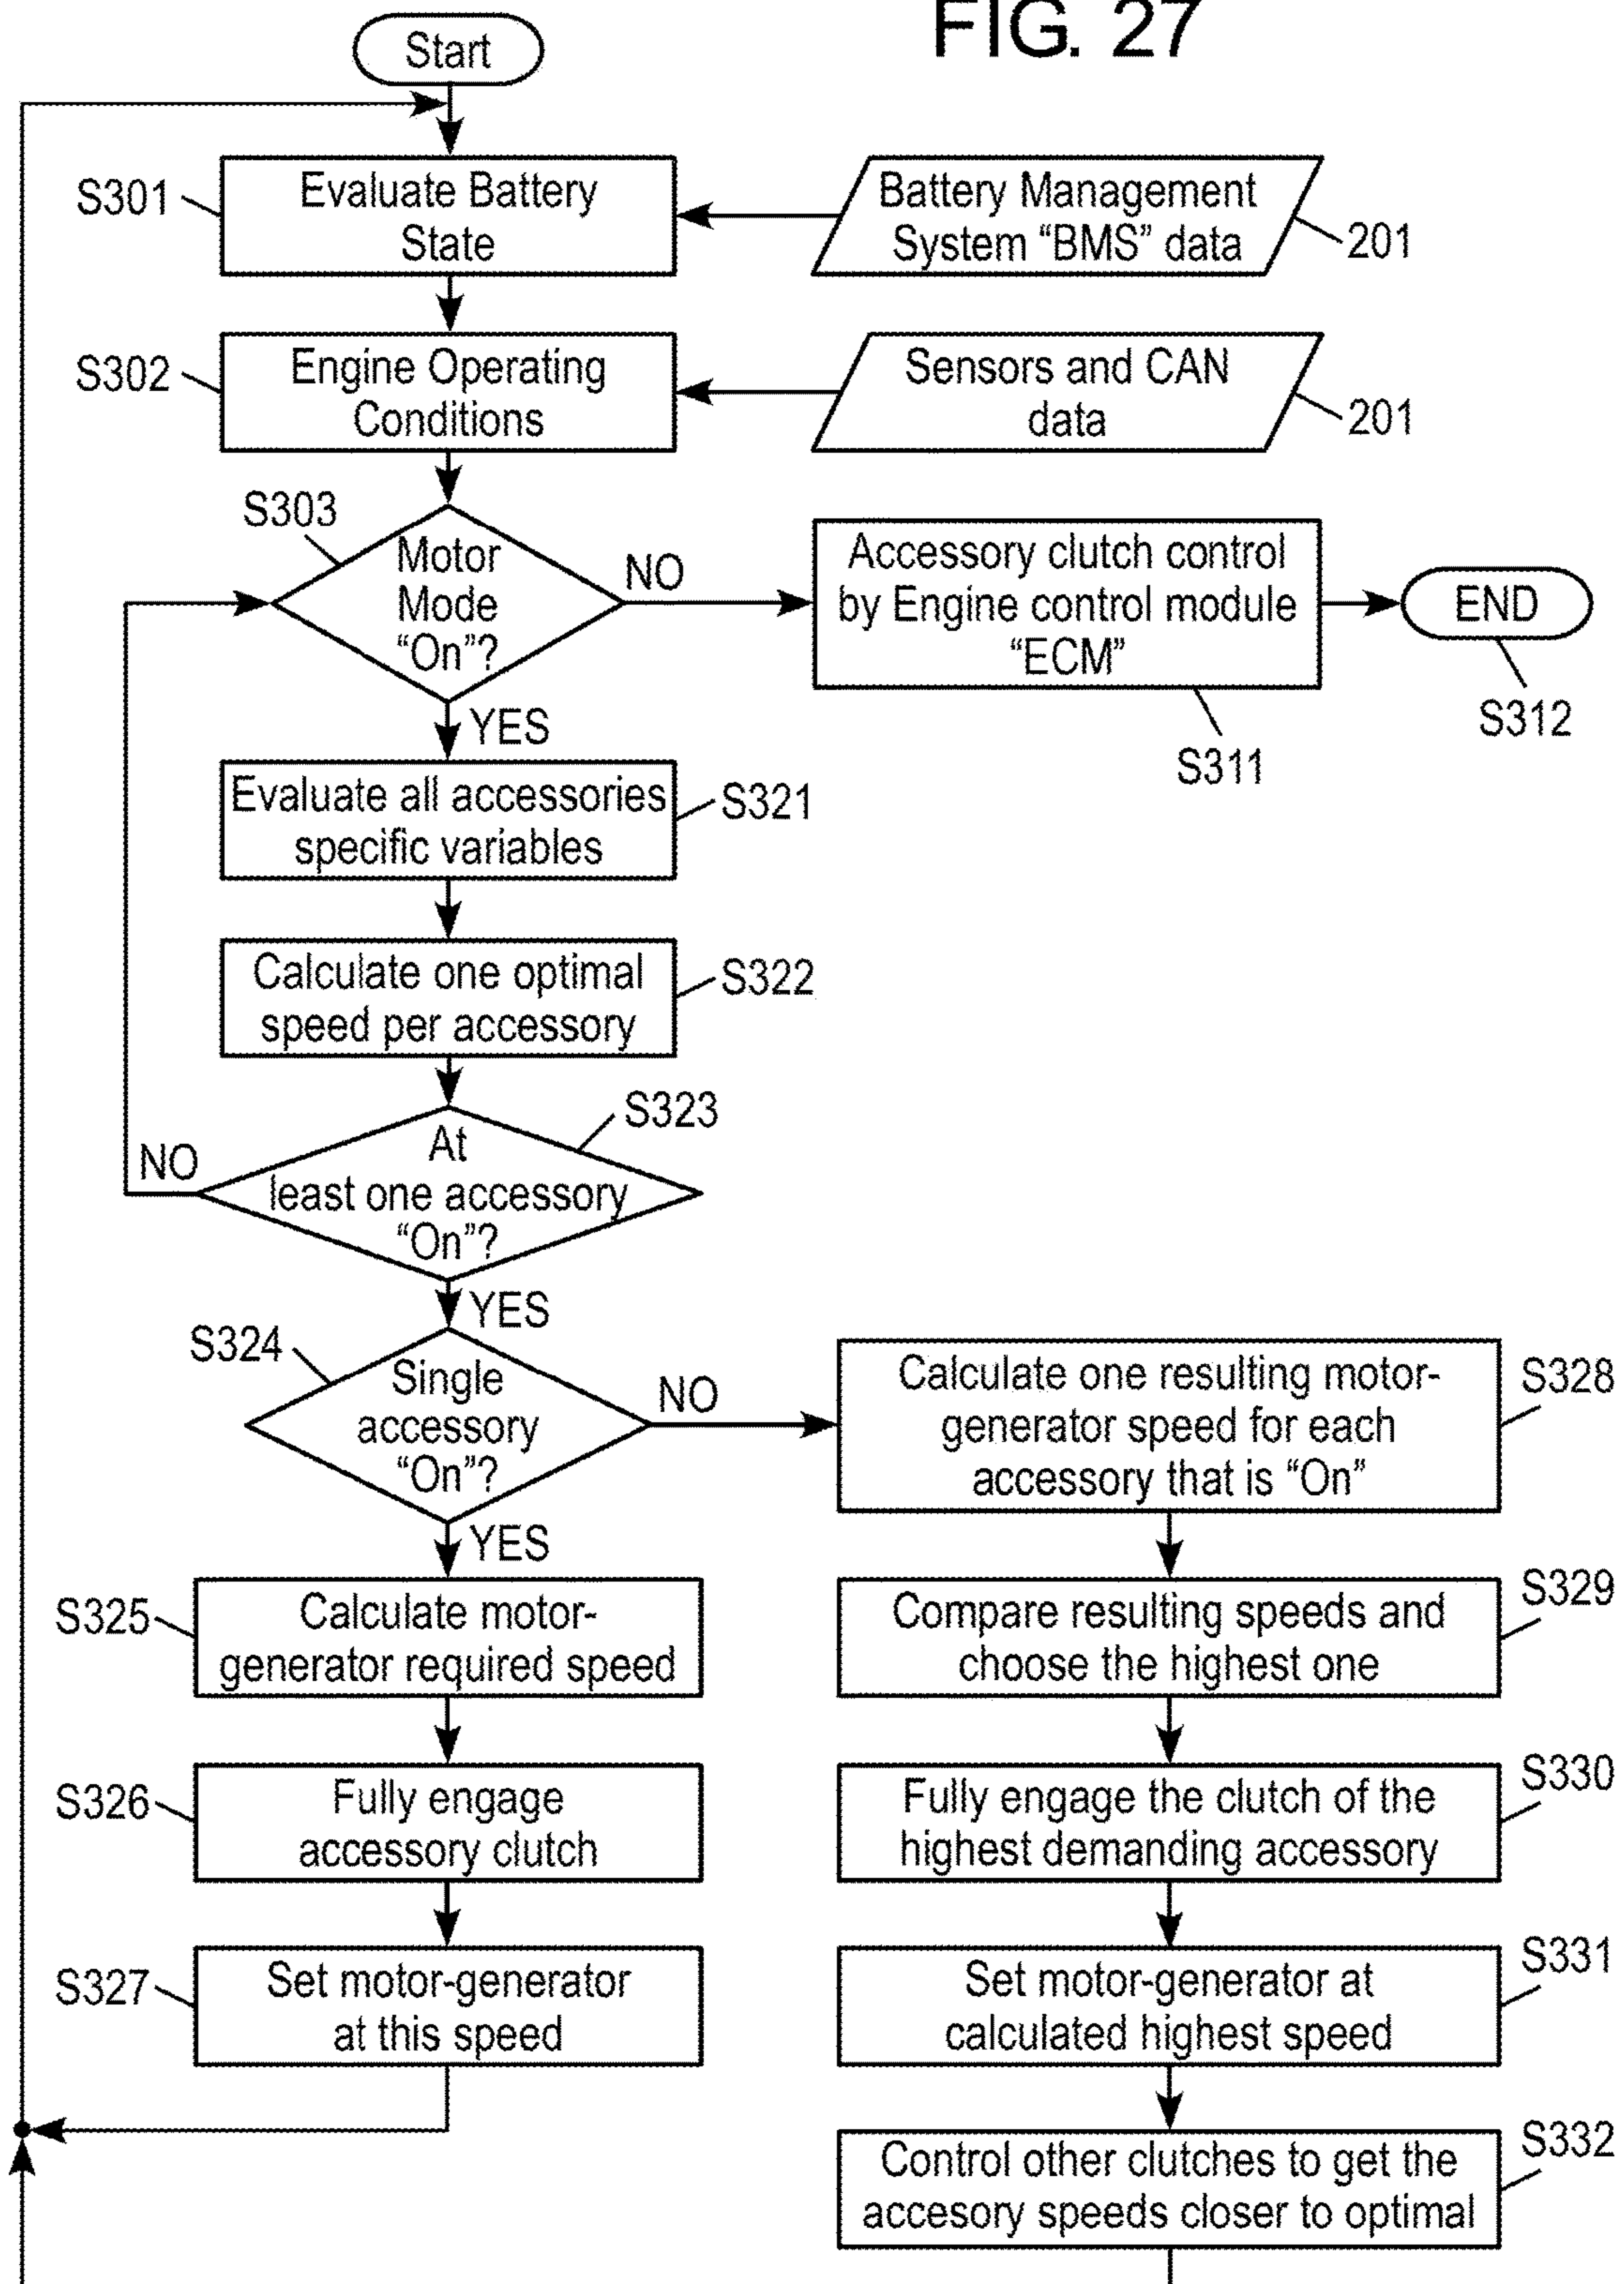 FIG. 27
Start
S301
Evaluate Battery
State
Battery Management
System “BMS” data
201
S302
Engine Operating
Conditions
Sensors and CAN
data
201
S303
Motor
Mode
“On”?
NO
Accessory clutch control
by Engine control module
“ECM”
S311
END
S312
YES
Evaluate all accessories
specific variables
S321
Calculate one optimal
speed per accessory
S322
S323
At
least one accessory
“On”?
NO
YES
S324
Single
accessory
“On”?
NO
Calculate one resulting motor-
generator speed for each
accessory that is “On”
S328
YES
S325
Calculate motor-
generator required speed
Compare resulting speeds and
choose the highest one
S329
S326
Fully engage
accessory clutch
Fully engage the clutch of the
highest demanding accessory
S330
S327
Set motor-generator
at this speed
Set motor-generator at
calculated highest speed
S331
Control other clutches to get the
accesory speeds closer to optimal
S332